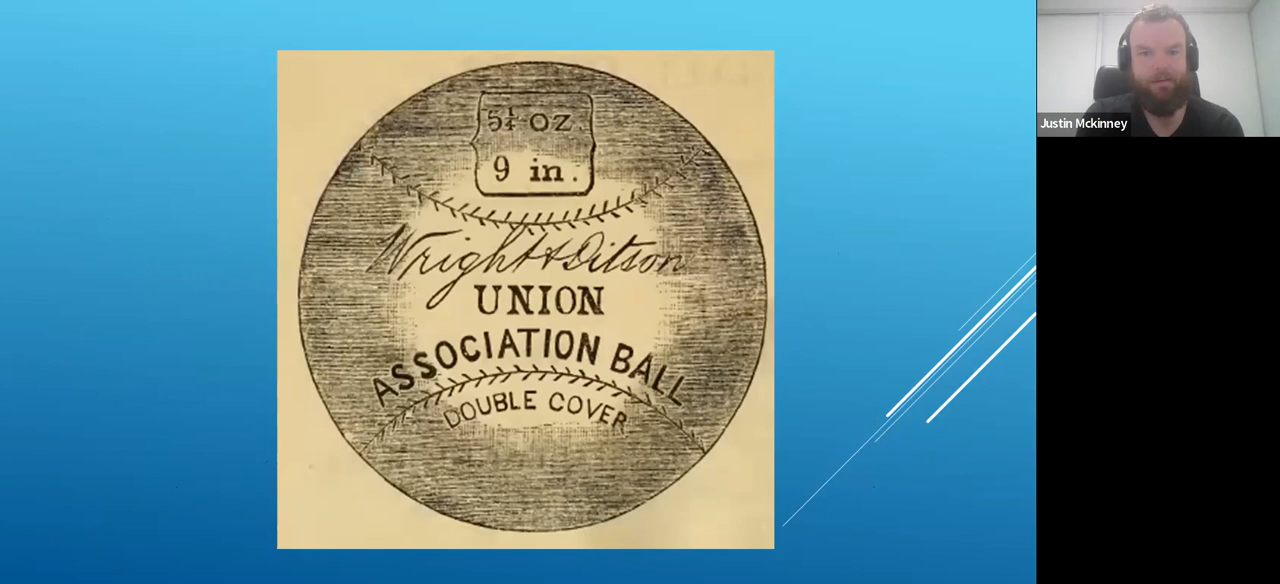 5¼ OZ.
9 in.
Wright & Ditson
UNION
ASSOCIATION BALL
DOUBLE COVER
Justin Mckinney